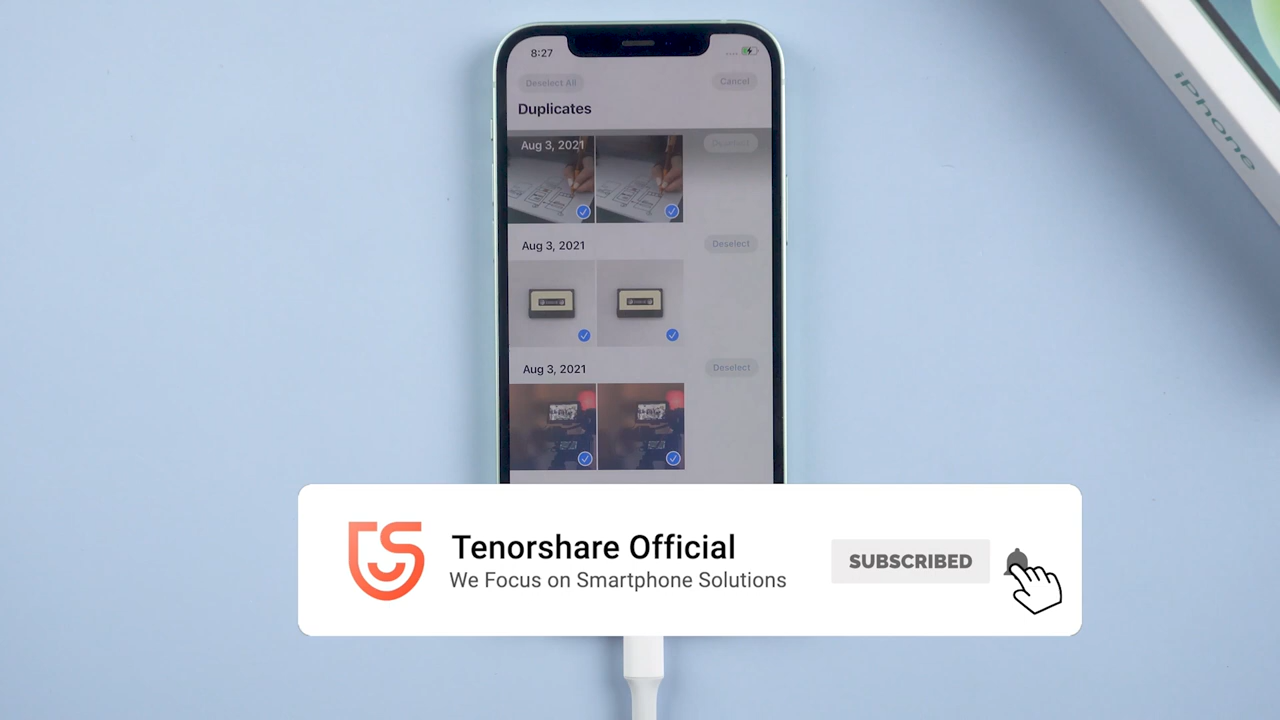 8:27
Deselect All
Cancel
Duplicates
Aug 3, 2021
Aug 3, 2021
Deselect
Aug 3, 2021
Deselect
iPhone
Tenorshare Official
We Focus on Smartphone Solutions
SUBSCRIBED